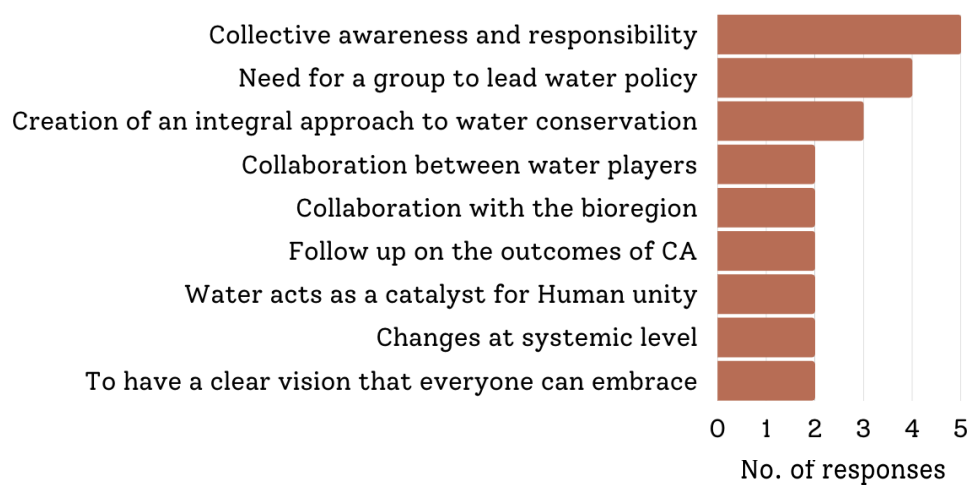 Collective awareness and responsibility
Need for a group to lead water policy
Creation of an integral approach to water conservation
Collaboration between water players
Collaboration with the bioregion
Follow up on the outcomes of CA
Water acts as a catalyst for Human unity
Changes at systemic level
To have a clear vision that everyone can embrace
0 1 2 3 4 5
No. of responses